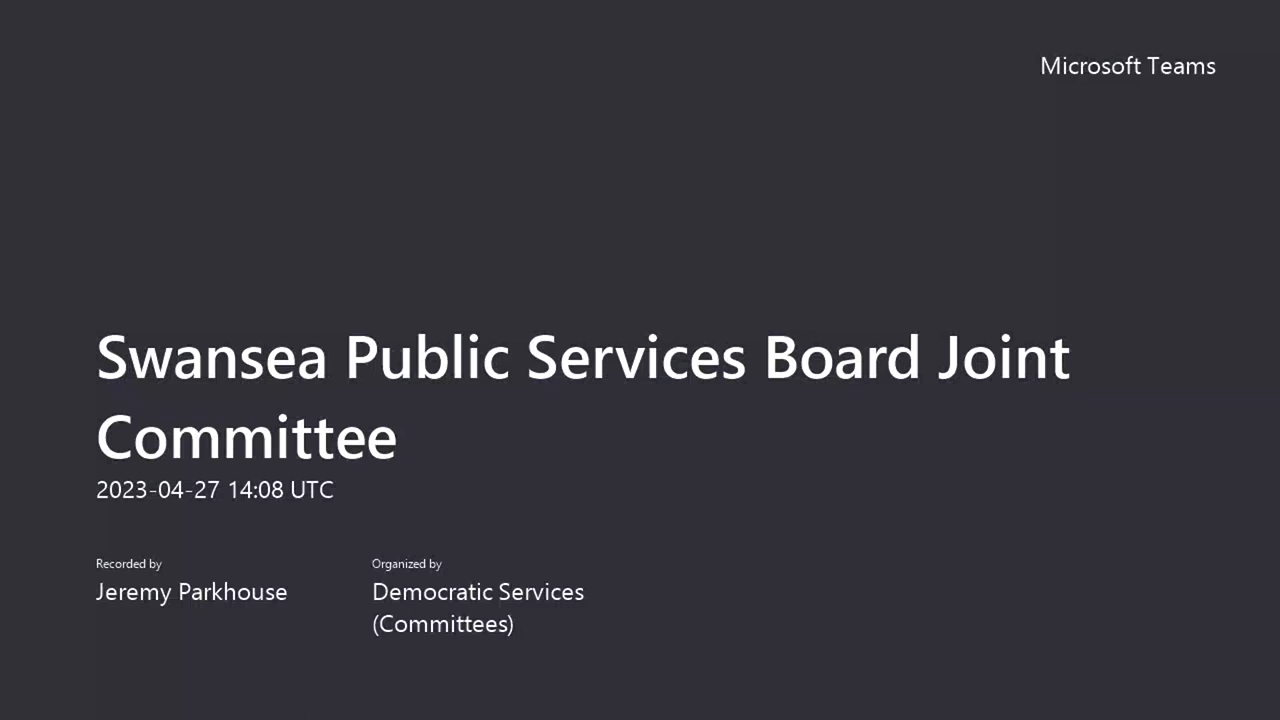 Microsoft Teams
Swansea Public Services Board Joint
Committee
2023-04-27 14:08 UTC
Recorded by
Jeremy Parkhouse
Organized by
Democratic Services
(Committees)